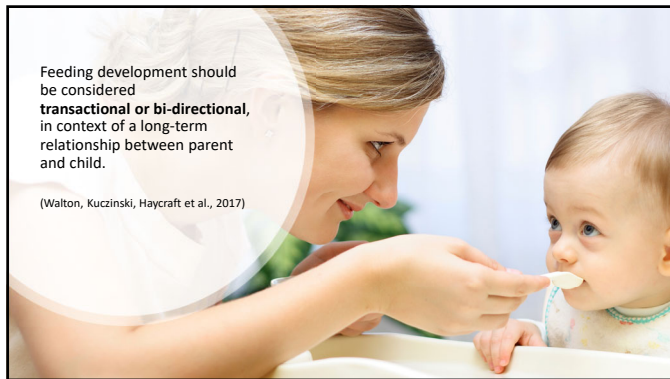 Feeding development should
be considered
transactional or bi-directional,
in context of a long-term
relationship between parent
and child.
(Walton, Kuczinski, Haycraft et al., 2017)